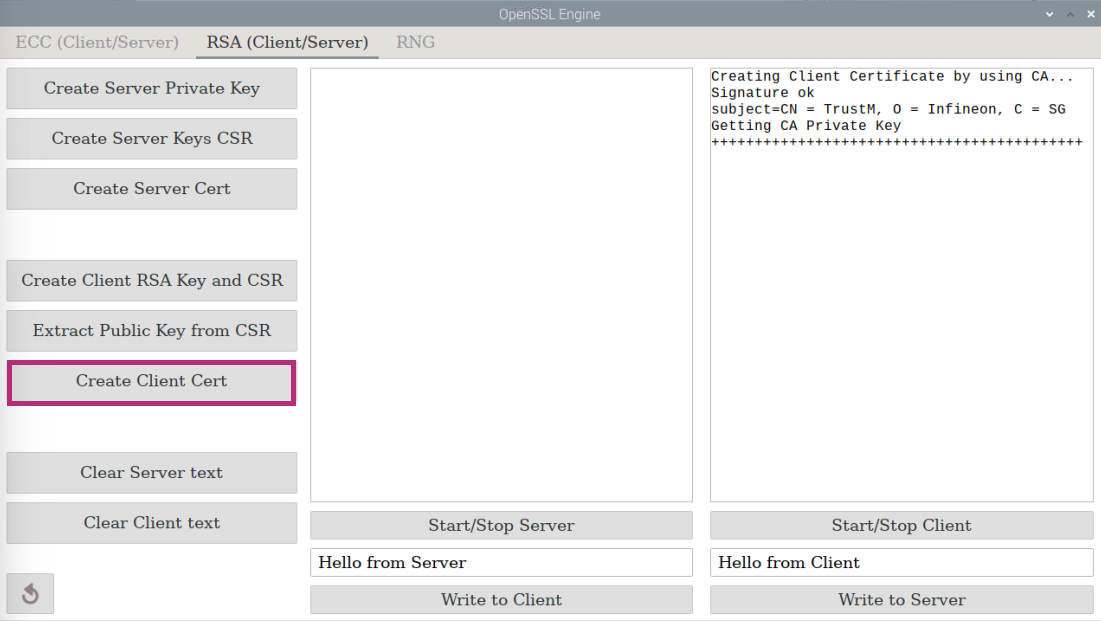 OpenSSL Engine
ECC (Client/Server)
RSA (Client/Server)
RNG
Create Server Private Key
Create Server Keys CSR
Create Server Cert
Create Client RSA Key and CSR
Extract Public Key from CSR
Create Client Cert
Clear Server text
Clear Client text
Start/Stop Server
Hello from Server
Write to Client
Creating Client Certificate by using CA...
Signature ok
subject=CN = TrustM, O = Infineon, C = SG
Getting CA Private Key
+++++++++++++++++++++++++++++++++++++++++++
Start/Stop Client
Hello from Client
Write to Server